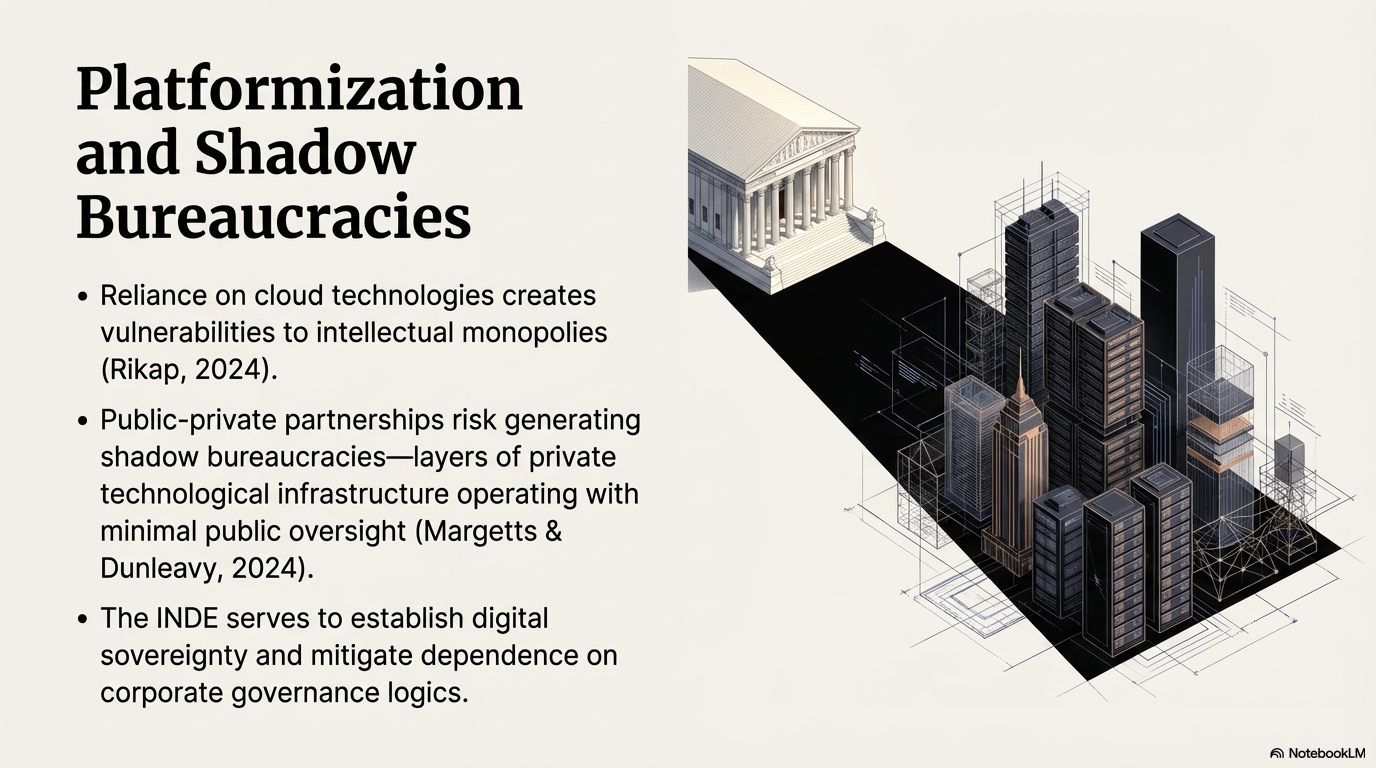 Platformization
and Shadow
Bureaucracies
• Reliance on cloud technologies creates
vulnerabilities to intellectual monopolies
(Rikap, 2024).
• Public-private partnerships risk generating
shadow bureaucracies—layers of private
technological infrastructure operating with
minimal public oversight (Margetts &
Dunleavy, 2024).
• The INDE serves to establish digital
sovereignty and mitigate dependence on
corporate governance logics.
NotebookLM